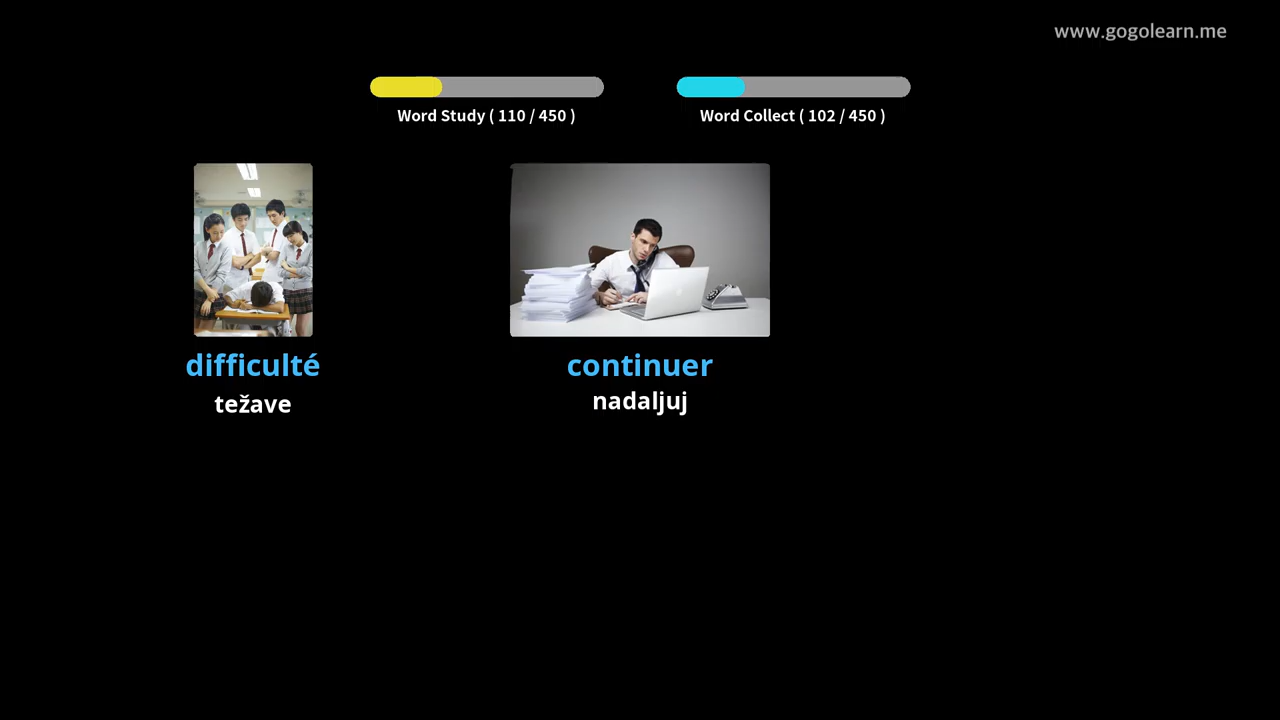 www.gogolearn.me
Word Study ( 110 / 450 )
Word Collect ( 102 / 450 )
difficulté
težave
continuer
nadaljuj